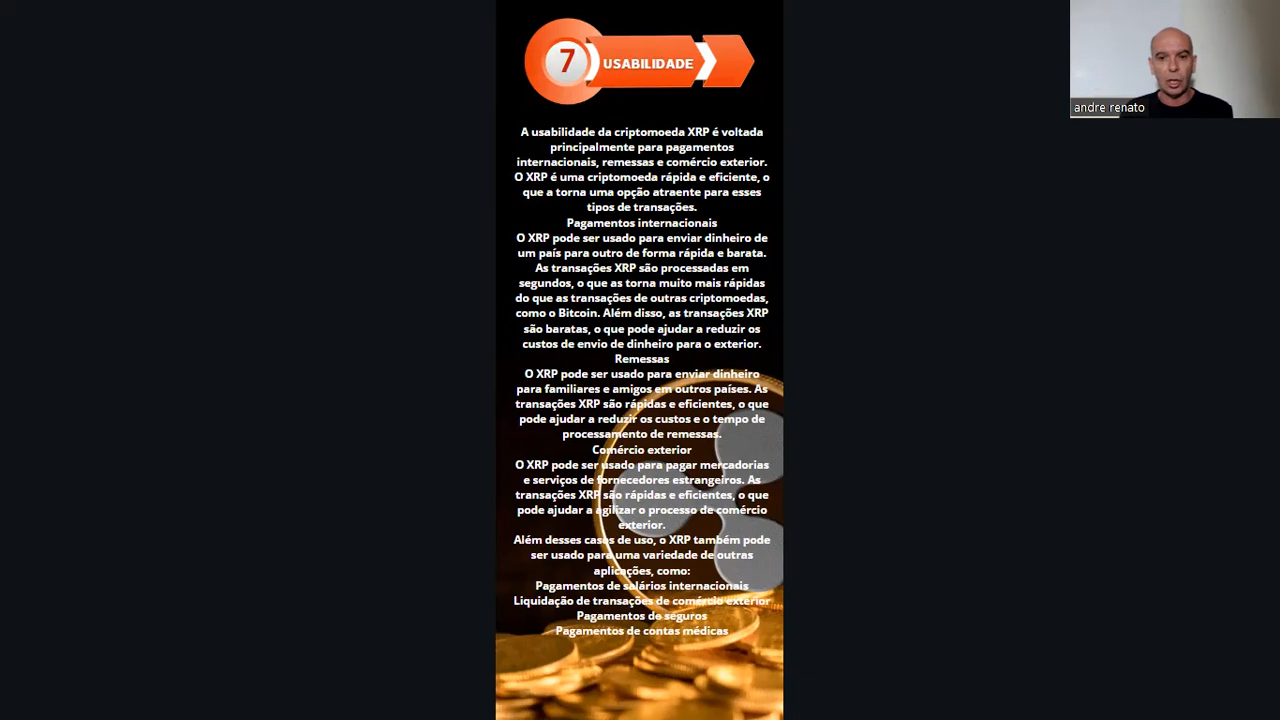 7
USABILIDADE
andre renato
A usabilidade da criptomoeda XRP é voltada
principalmente para pagamentos
internacionais, remessas e comércio exterior.
O XRP é uma criptomoeda rápida e eficiente, o
que a torna uma opção atraente para esses
tipos de transações.
Pagamentos internacionais
O XRP pode ser usado para enviar dinheiro de
um país para outro de forma rápida e barata.
As transações XRP são processadas em
segundos, o que as torna muito mais rápidas
do que as transações de outras criptomoedas,
como o Bitcoin. Além disso, as transações XRP
são baratas, o que pode ajudar a reduzir os
custos de envio de dinheiro para o exterior.
Remessas
O XRP pode ser usado para enviar dinheiro
para familiares e amigos em outros países. As
transações XRP são rápidas e eficientes, o que
pode ajudar a reduzir os custos e o tempo de
processamento de remessas.
Comércio exterior
O XRP pode ser usado para pagar mercadorias
e serviços de fornecedores estrangeiros. As
transações XRP são rápidas e eficientes, o que
pode ajudar a agilizar o processo de comércio
exterior.
Além desses casos de uso, o XRP também pode
ser usado para uma variedade de outras
aplicações, como:
Pagamentos de salários internacionais
Liquidação de transações de comércio exterior
Pagamentos de seguros
Pagamentos de contas médicas